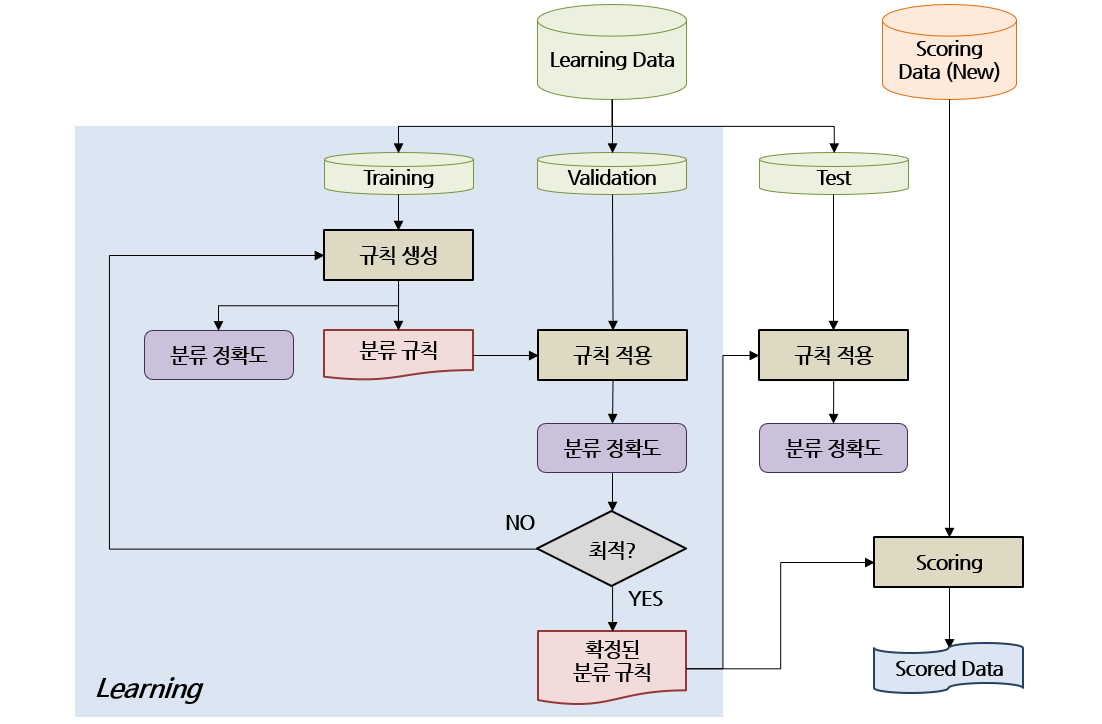 Learning Data
Scoring
Data (New)
Training
Validation
Test
규칙 생성
분류 정확도
분류 규칙
규칙 적용
규칙 적용
분류 정확도
분류 정확도
NO
최적?
Scoring
YES
확정된
분류 규칙
Scored Data
Learning